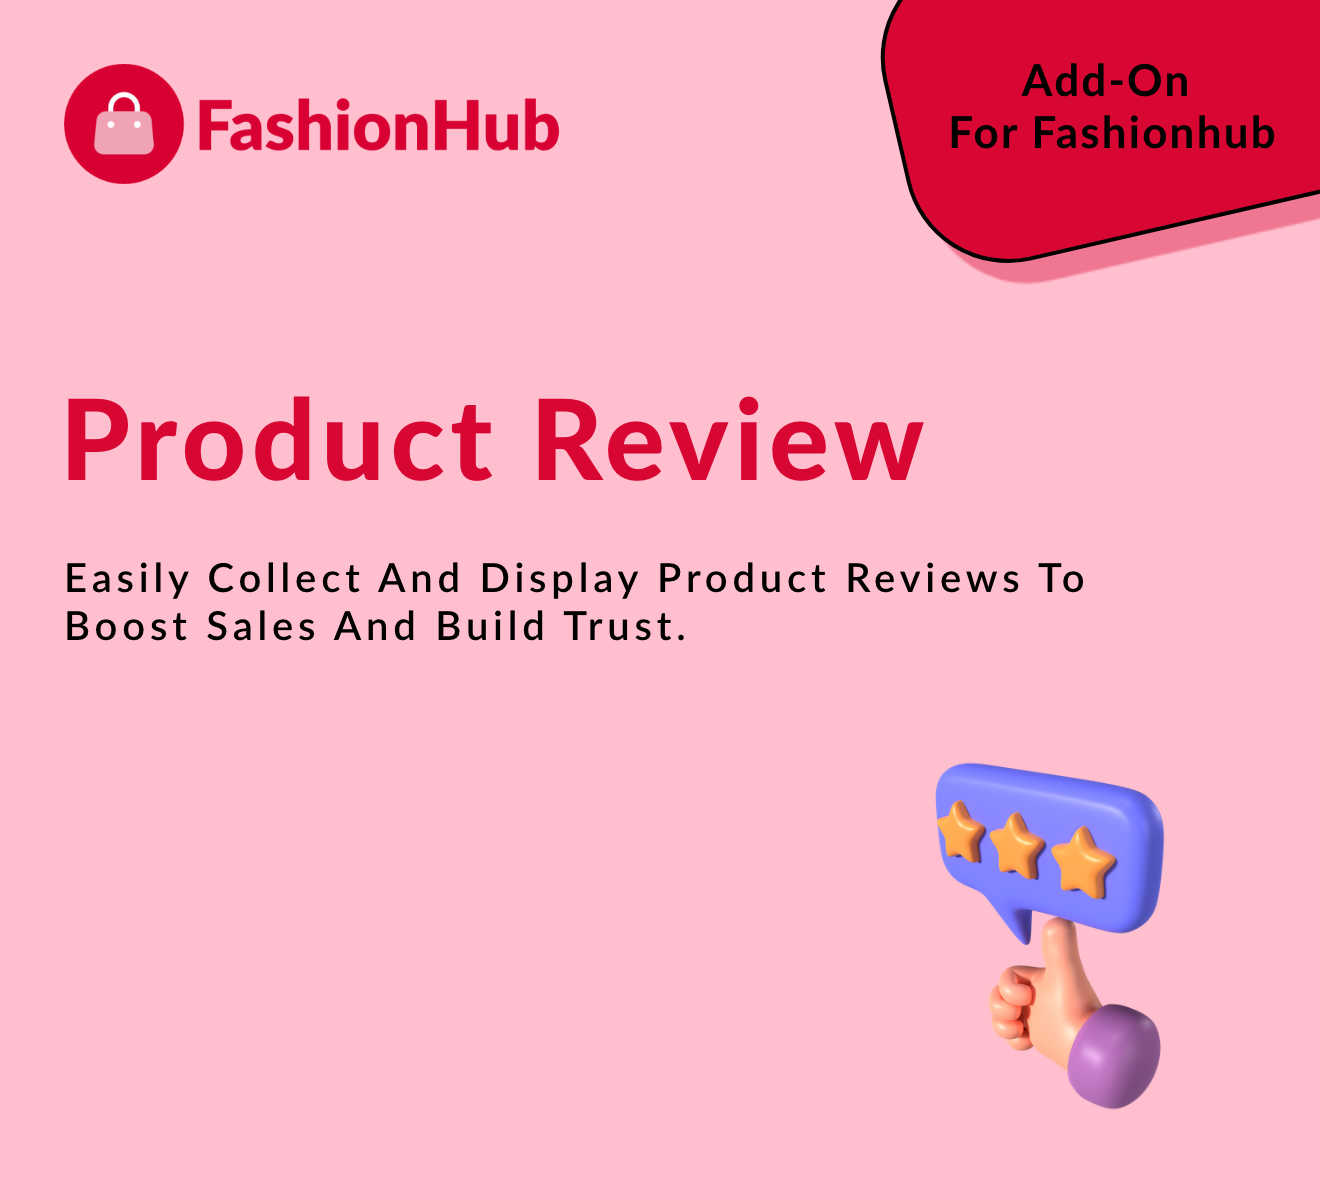 FashionHub
Add-On
For Fashionhub
Product Review
Easily Collect And Display Product Reviews To
Boost Sales And Build Trust.